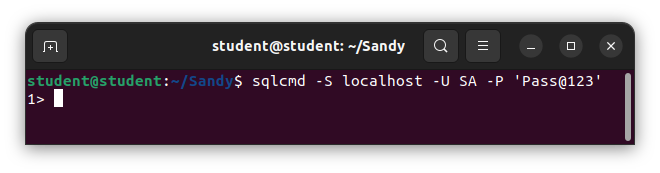 student@student: ~/Sandy
student@student:~/Sandy$ sqlcmd -S localhost -U SA -P 'Pass@123'
1>